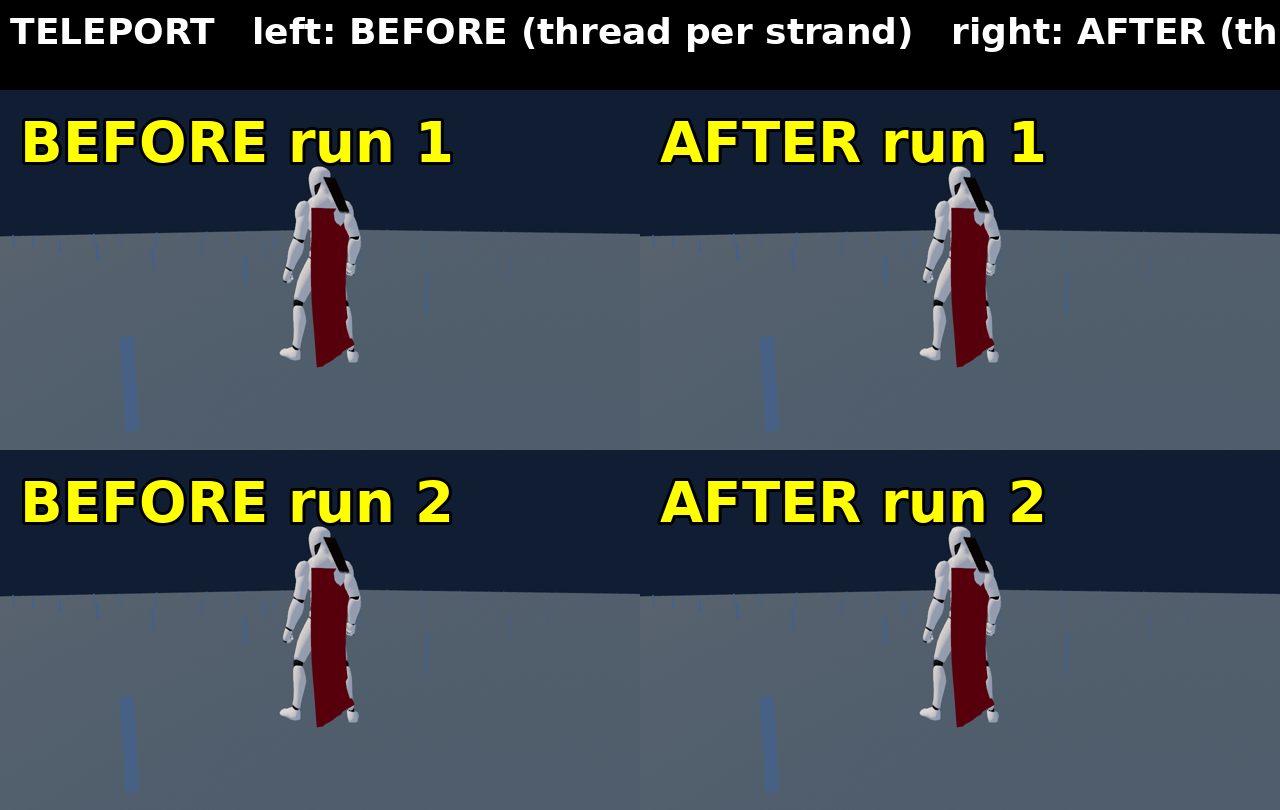 TELEPORT left: BEFORE (thread per strand) right: AFTER (th
BEFORE run 1
AFTER run 1
BEFORE run 2
AFTER run 2